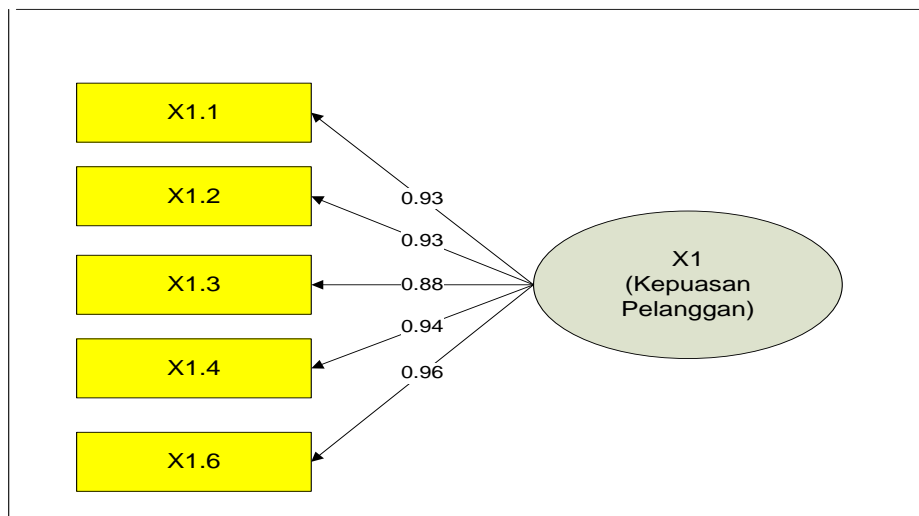 X1.1
X1.2
X1.3
X1.4
X1.6
0.93
0.93
0.88
0.94
0.96
X1
(Kepuasan
Pelanggan)